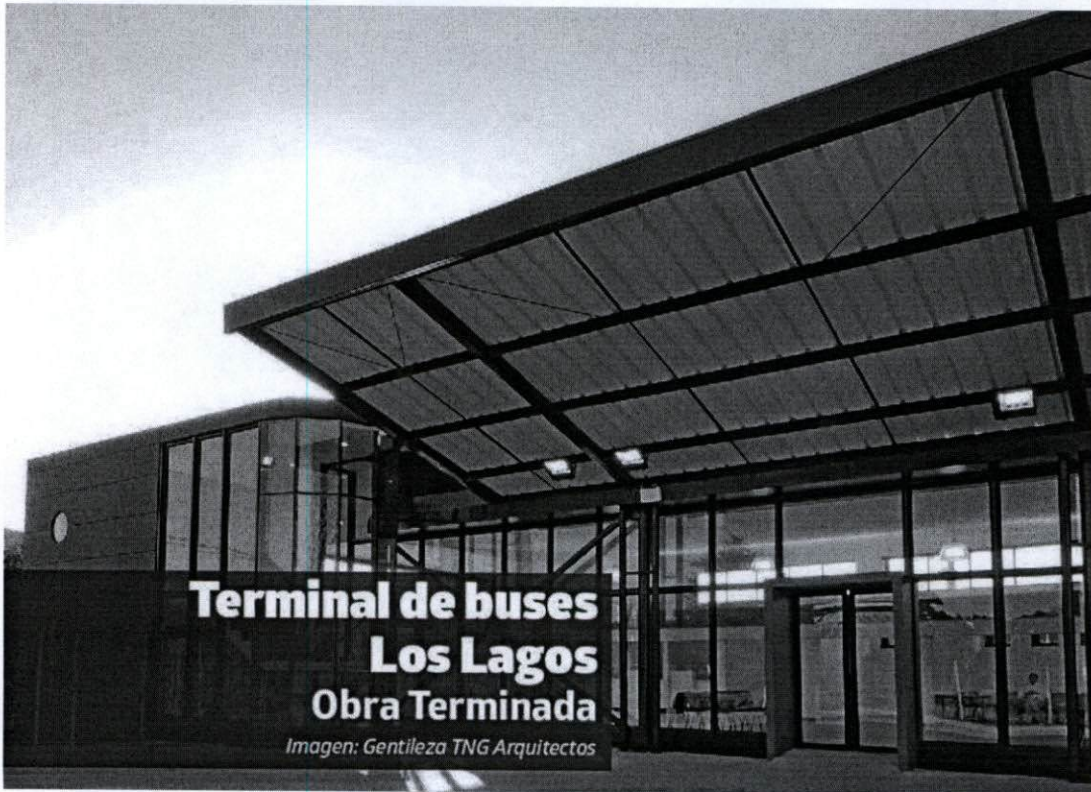 Terminal de buses
Los Lagos
Obra Terminada
Imagen: Gentileza TNG Arquitectos